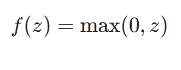 f(z) = max(0, z)